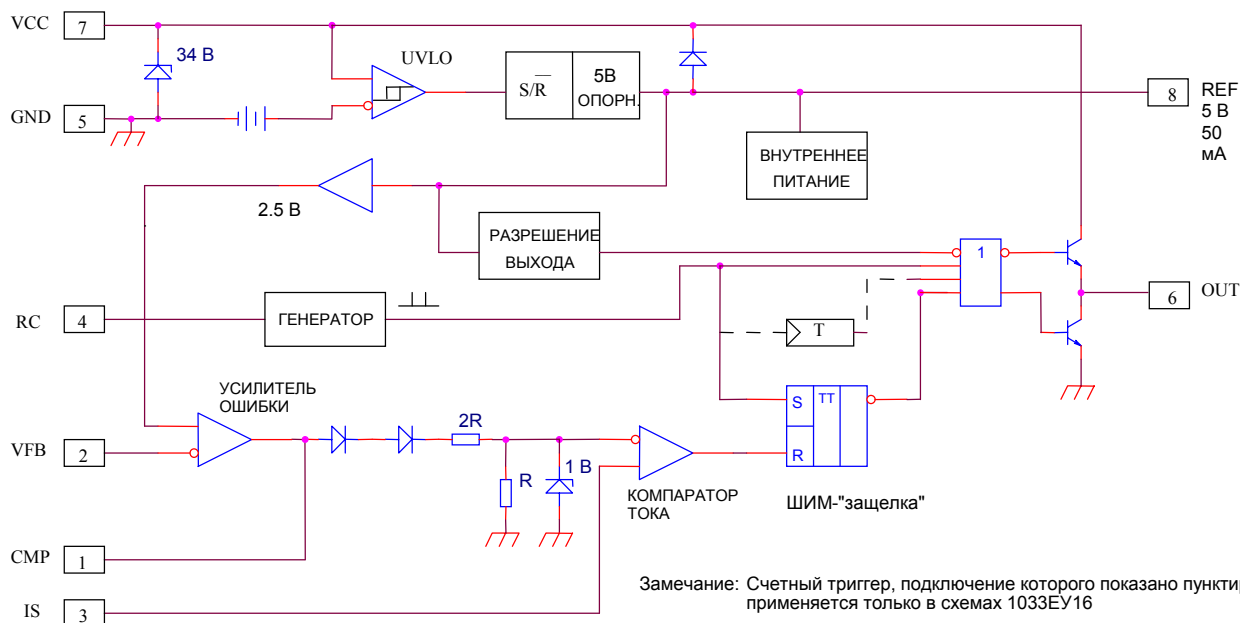 VCC 7
34 В
UVLO
S/R
5В
ОПОРН.
8
REF
5 В
50
мА
GND 5
ВНУТРЕННЕЕ
ПИТАНИЕ
2.5 В
РАЗРЕШЕНИЕ
ВЫХОДА
1
6 OUT
RC 4
ГЕНЕРАТОР
T
УСИЛИТЕЛЬ
ОШИБКИ
S TT
R
VFB 2
2R
R
1 В
КОМПАРАТОР
ТОКА
ШИМ-"защелка"
CMP 1
IS 3
Замечание: Счетный триггер, подключение которого показано
применяется только в схемах 1033ЕУ16